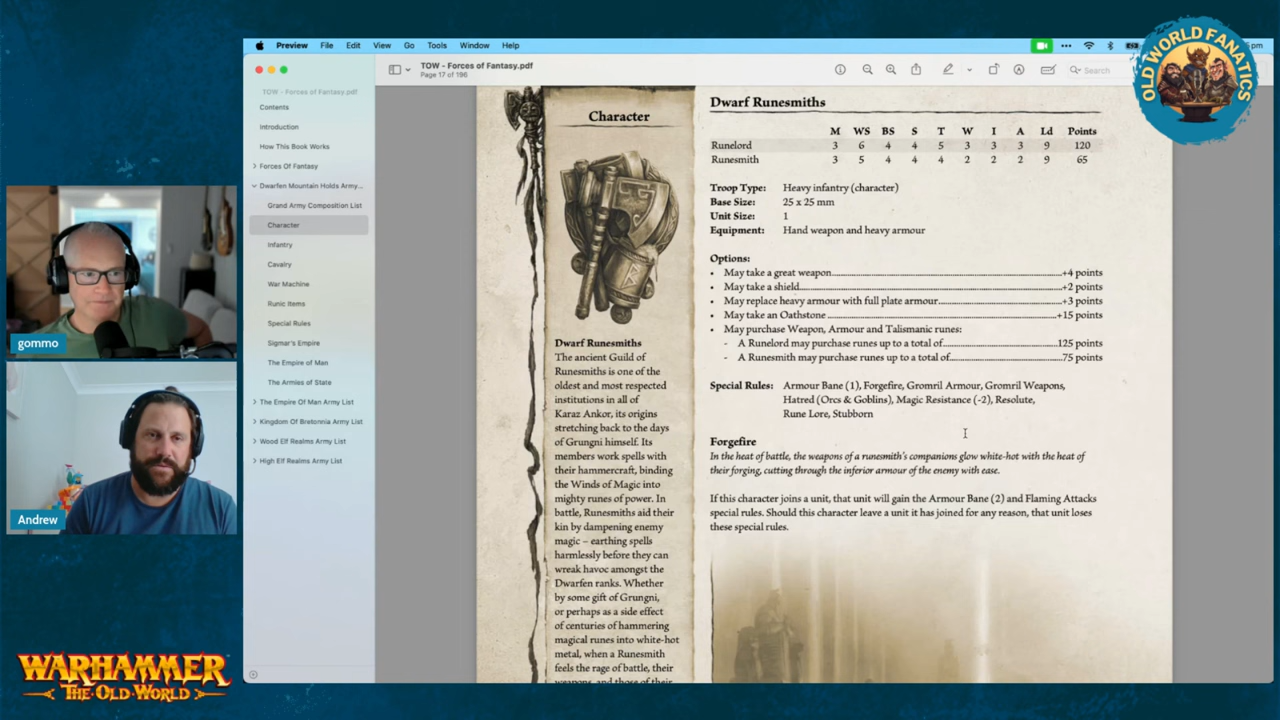 Preview File Edit View Go Tools Window Help
OLD WORLD FANATICS
TOW - Forces of Fantasy.pdf
Page 17 of 196
Search
TOW - Forces of Fantasy.pdf
Contents
Introduction
How This Book Works
Forces Of Fantasy
Dwarfen Mountain Holds Army...
Grand Army Composition List
Character
Infantry
Cavalry
War Machine
Runic Items
Special Rules
Sigmar's Empire
The Empire of Man
The Armies of State
The Empire Of Man Army List
Kingdom Of Bretonnia Army List
Wood Elf Realms Army List
High Elf Realms Army List
gommo
Andrew
WARHAMMER
THE·OLD·WORLD
Character
Dwarf Runesmiths
The ancient Guild of
Runesmiths is one of the
oldest and most respected
institutions in all of
Karaz Ankor, its origins
stretching back to the days
of Grungni himself. Its
members work spells with
their hammercraft, binding
the Winds of Magic into
mighty runes of power. In
battle, Runesmiths aid their
kin by dampening enemy
magic – earthing spells
harmlessly before they can
wreak havoc amongst the
Dwarfen ranks. Whether
by some gift of Grungni,
or perhaps as a side effect
of centuries of hammering
magical runes into white-hot
metal, when a Runesmith
feels the rage of battle, their
weapons, and those of their
Dwarf Runesmiths
M WS BS S T W I A Ld Points
Runelord 3 6 4 4 5 3 3 3 9 120
Runesmith 3 5 4 4 4 2 2 2 9 65
Troop Type: Heavy infantry (character)
Base Size: 25 x 25 mm
Unit Size: 1
Equipment: Hand weapon and heavy armour
Options:
• May take a great weapon...+4 points
• May take a shield...+2 points
• May replace heavy armour with full plate armour...+3 points
• May take an Oathstone...+15 points
• May purchase Weapon, Armour and Talismanic runes:
- A Runelord may purchase runes up to a total of...125 points
- A Runesmith may purchase runes up to a total of...75 points
Special Rules: Armour Bane (1), Forgefire, Gromril Armour, Gromril Weapons,
Hatred (Orcs & Goblins), Magic Resistance (-2), Resolute,
Rune Lore, Stubborn
Forgefire
In the heat of battle, the weapons of a runesmith's companions glow white-hot with the heat of
their forging, cutting through the inferior armour of the enemy with ease.
If this character joins a unit, that unit will gain the Armour Bane (2) and Flaming Attacks
special rules. Should this character leave a unit it has joined for any reason, that unit loses
these special rules.